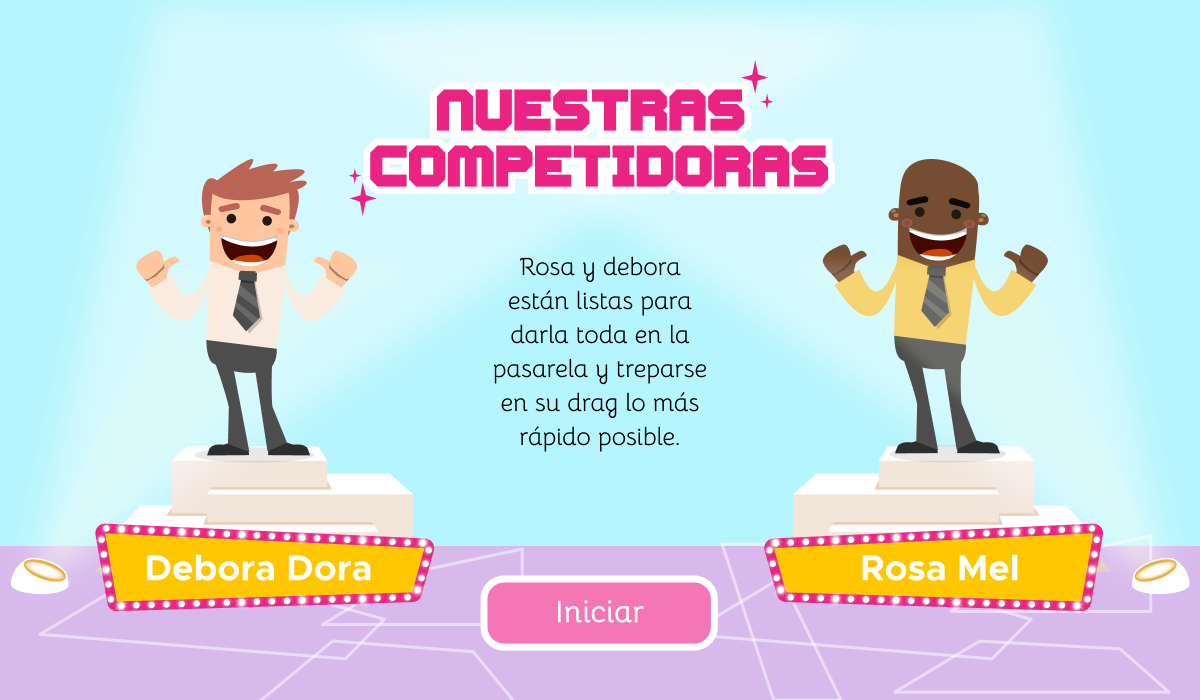 NUESTRAS
COMPETIDORAS
Rosa y debora
están listas para
darla toda en la
pasarela y treparse
en su drag lo más
rápido posible.
Debora Dora
Rosa Mel
Iniciar